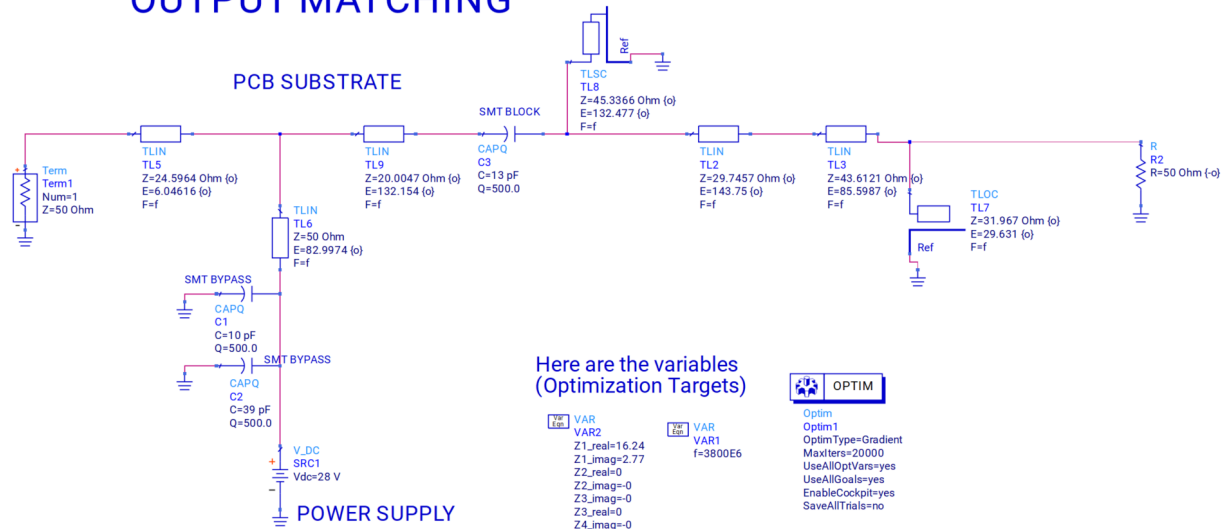 OUTPUT MATCHING
PCB SUBSTRATE
Term
Term1
Num=1
Z=50 Ohm
TLIN
TL5
Z=24.5964 Ohm {o}
E=6.04616 {o}
F=f
TLIN
TL9
Z=20.0047 Ohm {o}
E=132.154 {o}
F=f
SMT BLOCK
CAPQ
C3
C=13 pF
Q=500.0
Ref
TLSC
TL8
Z=45.3366 Ohm {o}
E=132.477 {o}
F=f
TLIN
TL2
Z=29.7457 Ohm {o}
E=143.75 {o}
F=f
TLIN
TL3
Z=43.6121 Ohm {o}
E=85.5987 {o}
F=f
R
R2
R=50 Ohm {-o}
TLOC
TL7
Z=31.967 Ohm {o}
E=29.631 {o}
F=f
Ref
TLIN
TL6
Z=50 Ohm
E=82.9974 {o}
F=f
SMT BYPASS
CAPQ
C1
C=10 pF
Q=500.0
SMT BYPASS
CAPQ
C2
C=39 pF
Q=500.0
V_DC
SRC1
Vdc=28 V
POWER SUPPLY
Here are the variables
(Optimization Targets)
Var
Eqn
VAR
VAR2
Z1_real=16.24
Z1_imag=2.77
Z2_real=0
Z2_imag=-0
Z3_imag=-0
Z3_real=0
Z4_imag=-0
Var
Eqn
VAR
VAR1
f=3800E6
OPTIM
Optim
Optim1
OptimType=Gradient
MaxIters=20000
UseAllOptVars=yes
UseAllGoals=yes
EnableCockpit=yes
SaveAllTrials=no